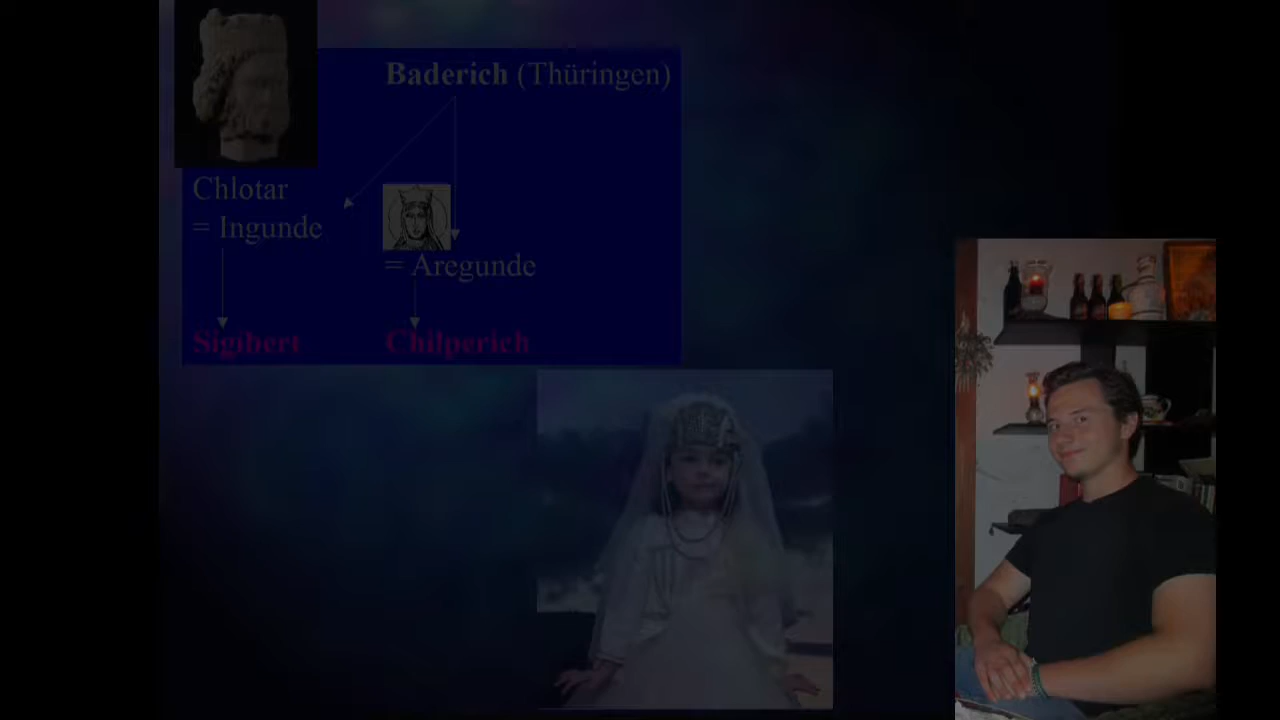 Baderich (Thüringen)
Chlotar
= Ingunde
= Aregunde
Sigibert
Chilperich